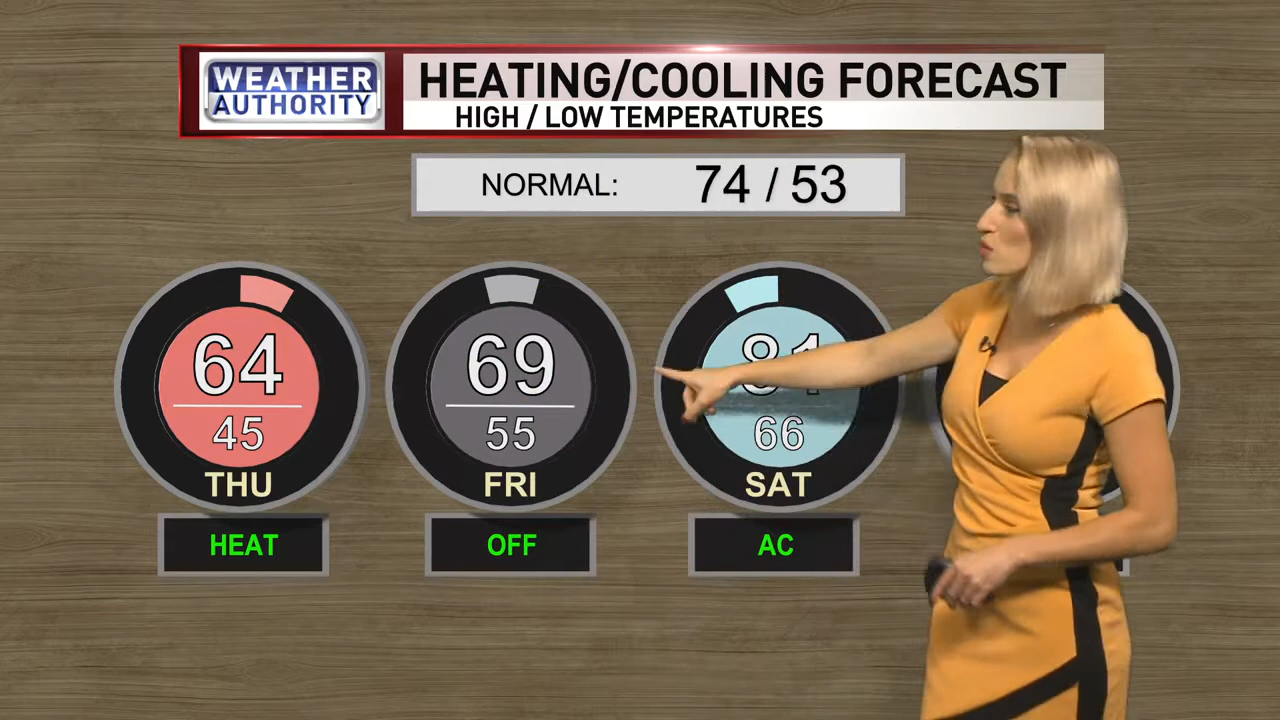 WEATHER
AUTHORITY
HEATING/COOLING FORECAST
HIGH / LOW TEMPERATURES
NORMAL: 74 / 53
64
45
THU
HEAT
69
55
FRI
OFF
81
66
SAT
AC